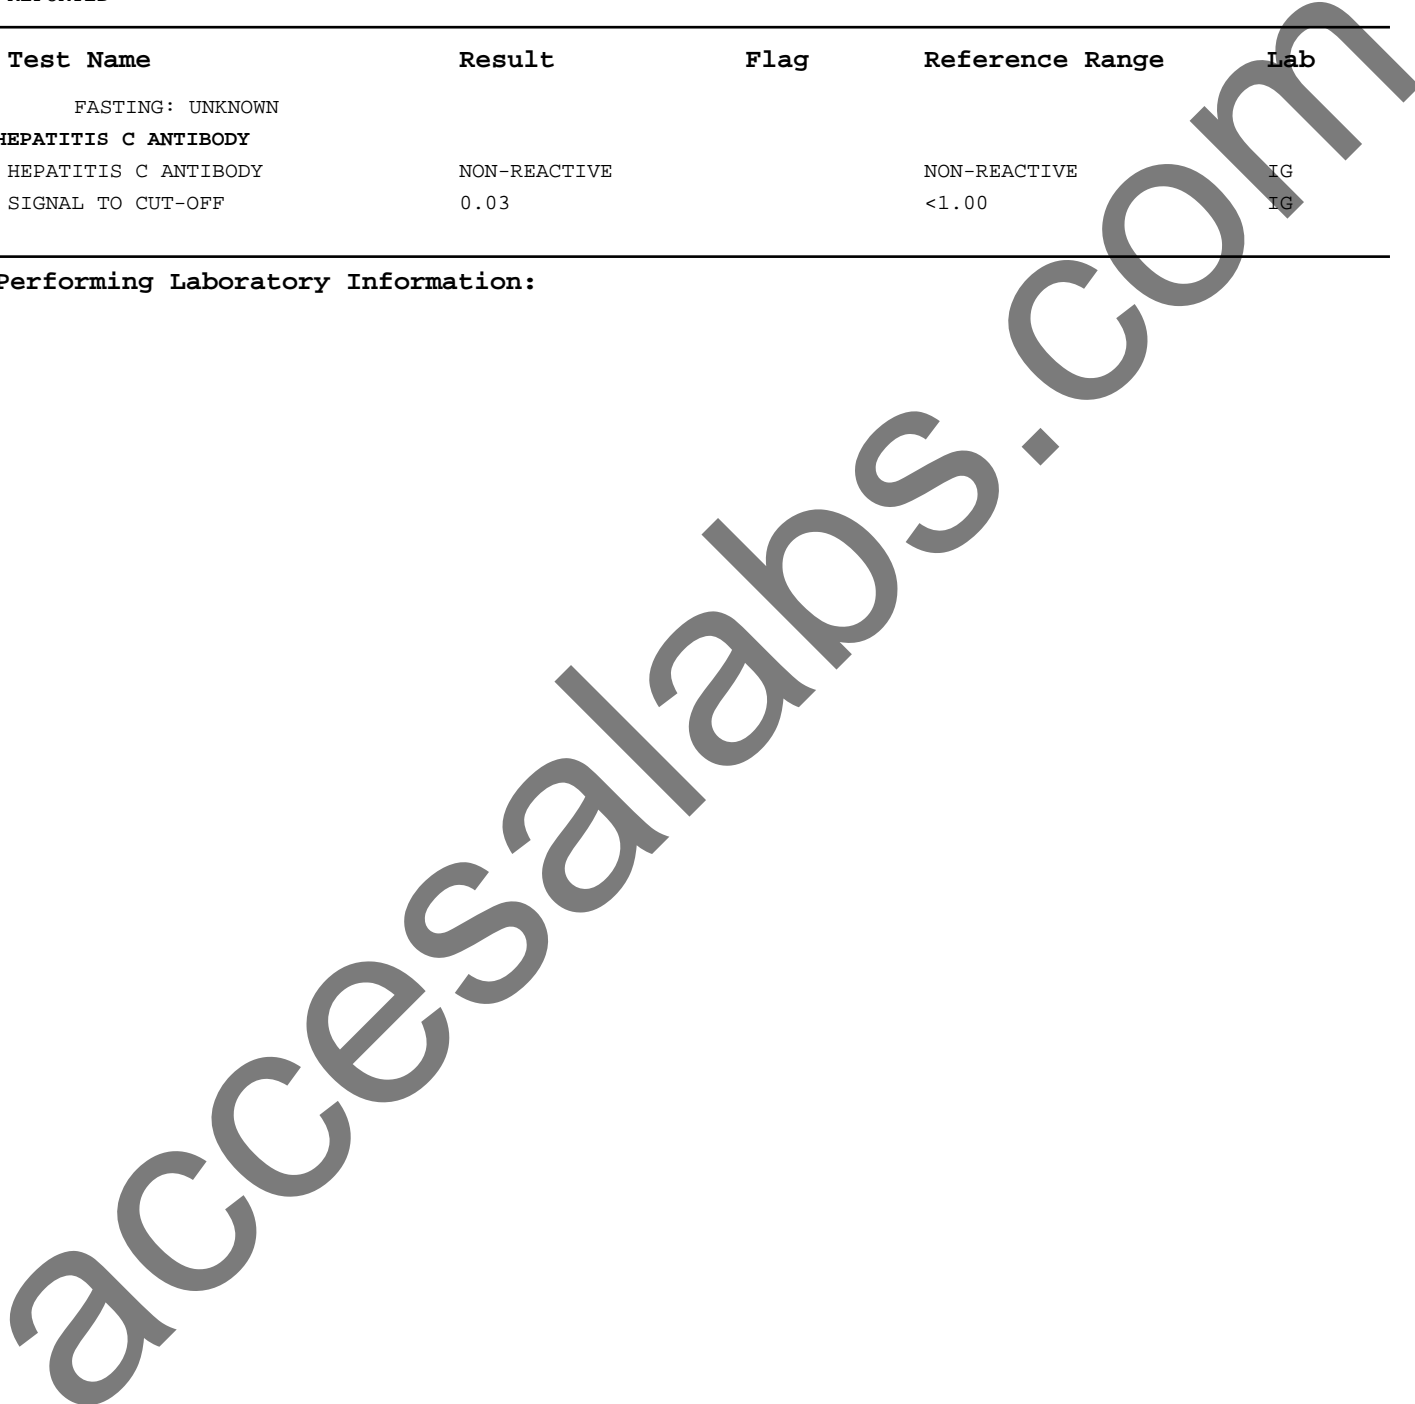 Test Name Result Flag Reference Range Lab
FASTING: UNKNOWN
HEPATITIS C ANTIBODY
HEPATITIS C ANTIBODY NON-REACTIVE NON-REACTIVE IG
SIGNAL TO CUT-OFF 0.03 <1.00 IG
Performing Laboratory Information:
accesalabs.com